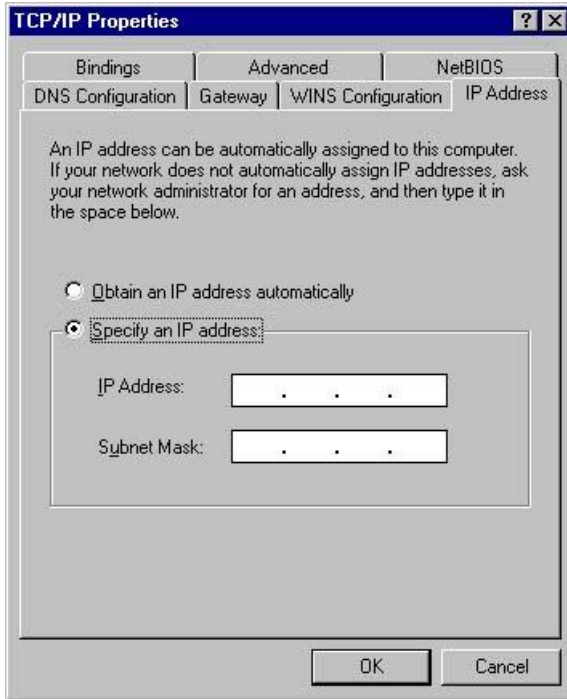 TCP/IP Properties
Bindings Advanced NetBIOS
DNS Configuration Gateway WINS Configuration IP Address
An IP address can be automatically assigned to this computer.
If your network does not automatically assign IP addresses, ask
your network administrator for an address, and then type it in
the space below.
Obtain an IP address automatically
Specify an IP address:
IP Address: . . .
Subnet Mask: . . .
OK Cancel